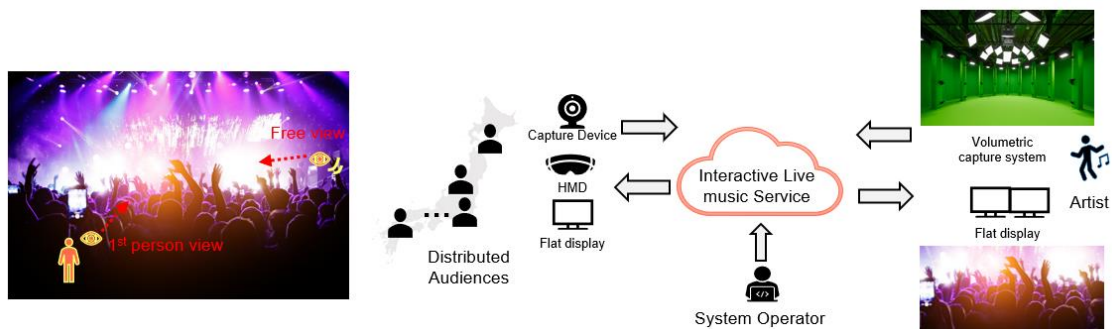 Free view
1st person view
Distributed
Audiences
Capture Device
HMD
Flat display
Interactive Live
music Service
</>
System Operator
Volumetric
capture system
Artist
Flat display